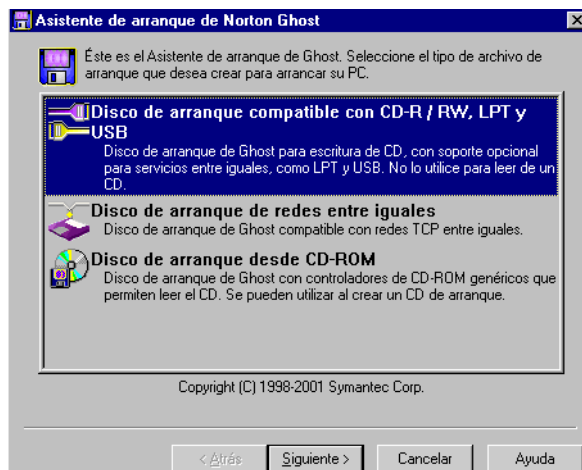 Asistente de arranque de Norton Ghost
Éste es el Asistente de arranque de Ghost. Seleccione el tipo de archivo de
arranque que desea crear para arrancar su PC.
Disco de arranque compatible con CD-R / RW, LPT y
USB
Disco de arranque de Ghost para escritura de CD, con soporte opcional
para servicios entre iguales, como LPT y USB. No lo utilice para leer de un
CD.
Disco de arranque de redes entre iguales
Disco de arranque de Ghost compatible con redes TCP entre iguales.
Disco de arranque desde CD-ROM
Disco de arranque de Ghost con controladores de CD-ROM genéricos que
permiten leer el CD. Se pueden utilizar al crear un CD de arranque.
Copyright (C) 1998-2001 Symantec Corp.
< Atrás Siguiente > Cancelar Ayuda